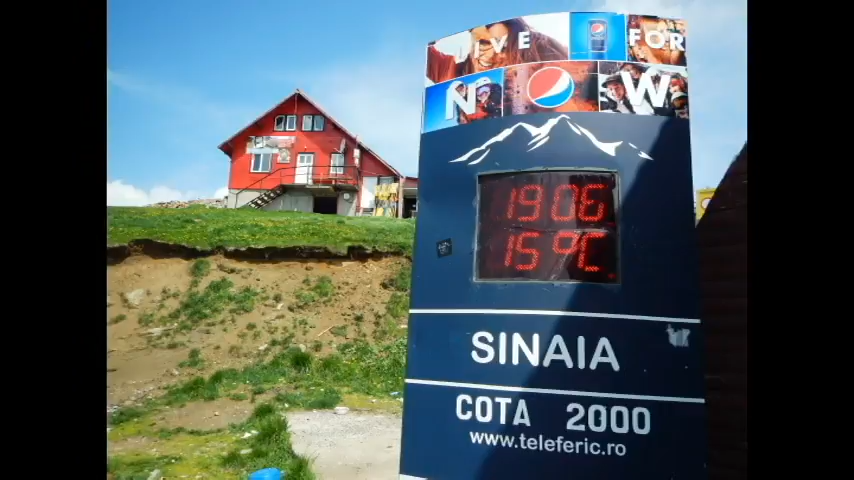 LIVE FOR
NOW
19 06
15°C
SINAIA
COTA 2000
www.teleferic.ro